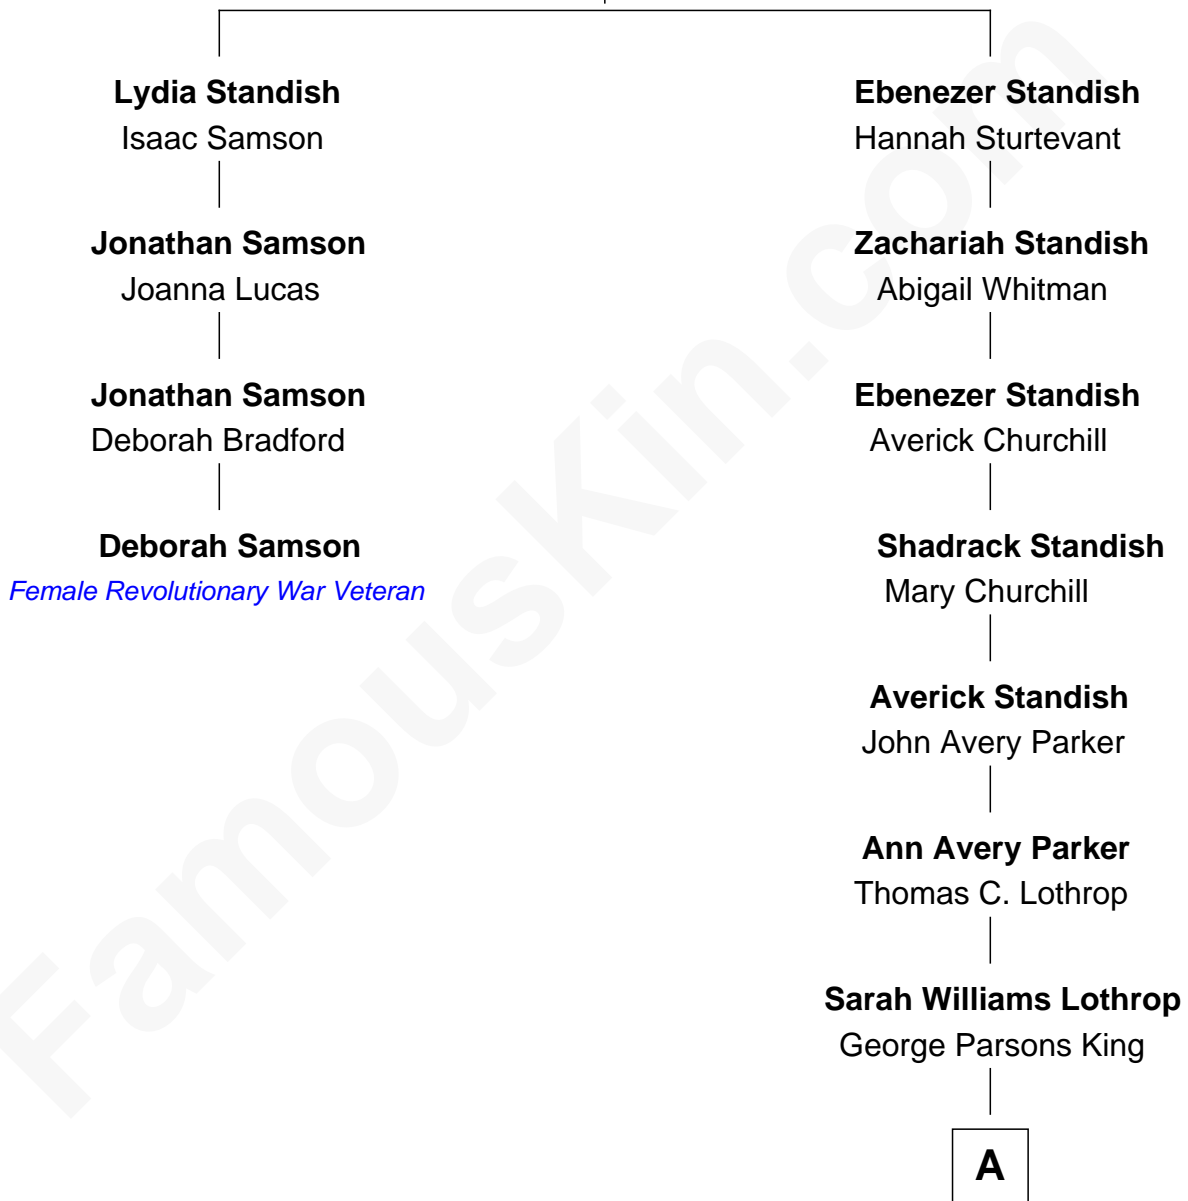 Lydia Standish
Isaac Samson
Jonathan Samson
Joanna Lucas
Jonathan Samson
Deborah Bradford
Deborah Samson
Female Revolutionary War Veteran
Ebenezer Standish
Hannah Sturtevant
Zachariah Standish
Abigail Whitman
Ebenezer Standish
Averick Churchill
Shadrack Standish
Mary Churchill
Averick Standish
John Avery Parker
Ann Avery Parker
Thomas C. Lothrop
Sarah Williams Lothrop
George Parsons King
A
FamousKin.com